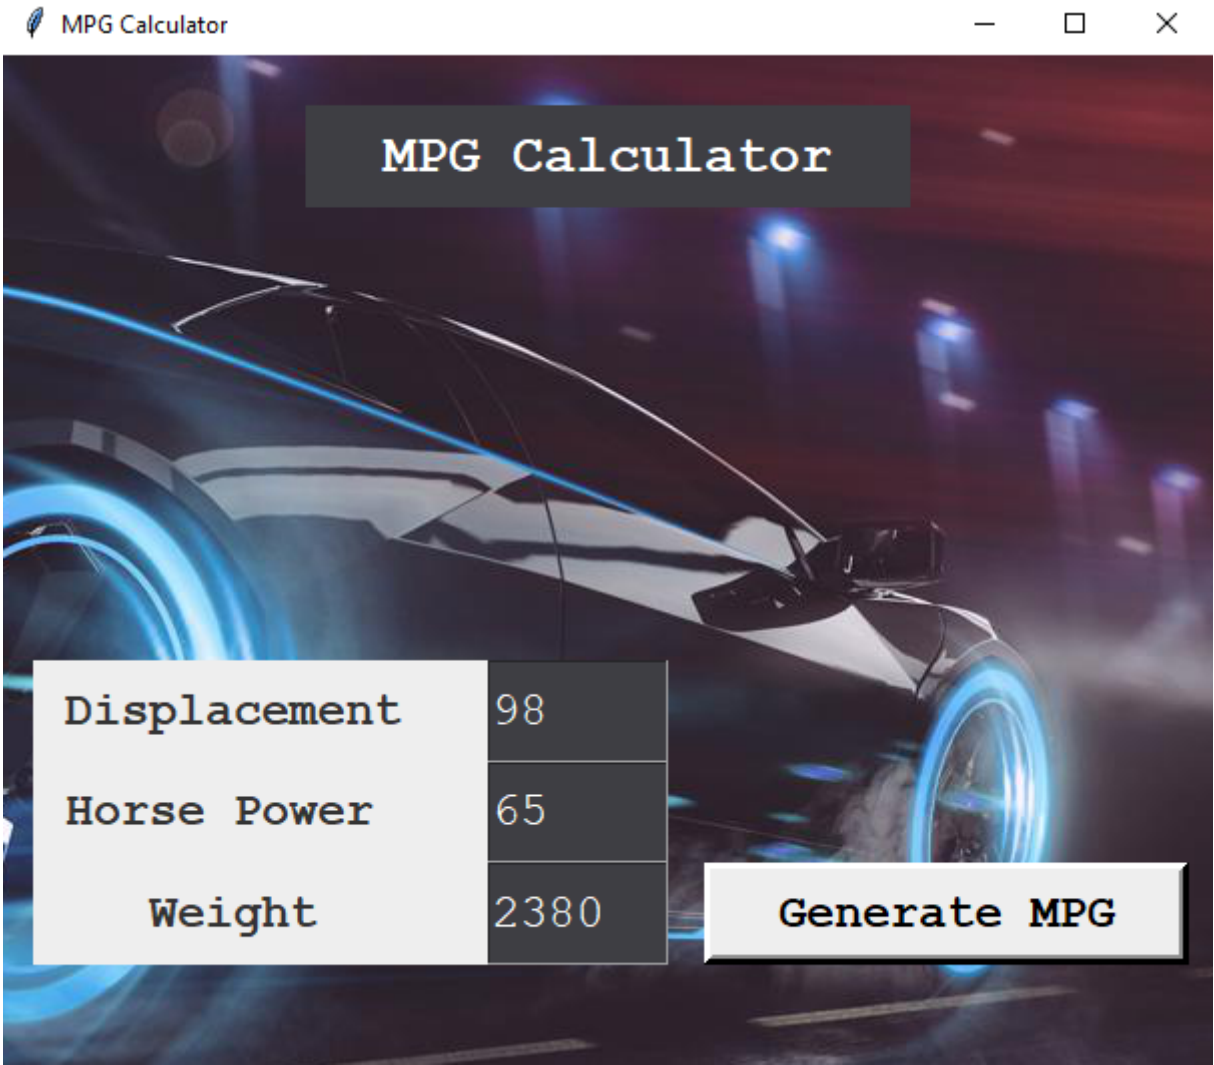 MPG Calculator
MPG Calculator
Displacement 98
Horse Power 65
Weight 2380
Generate MPG